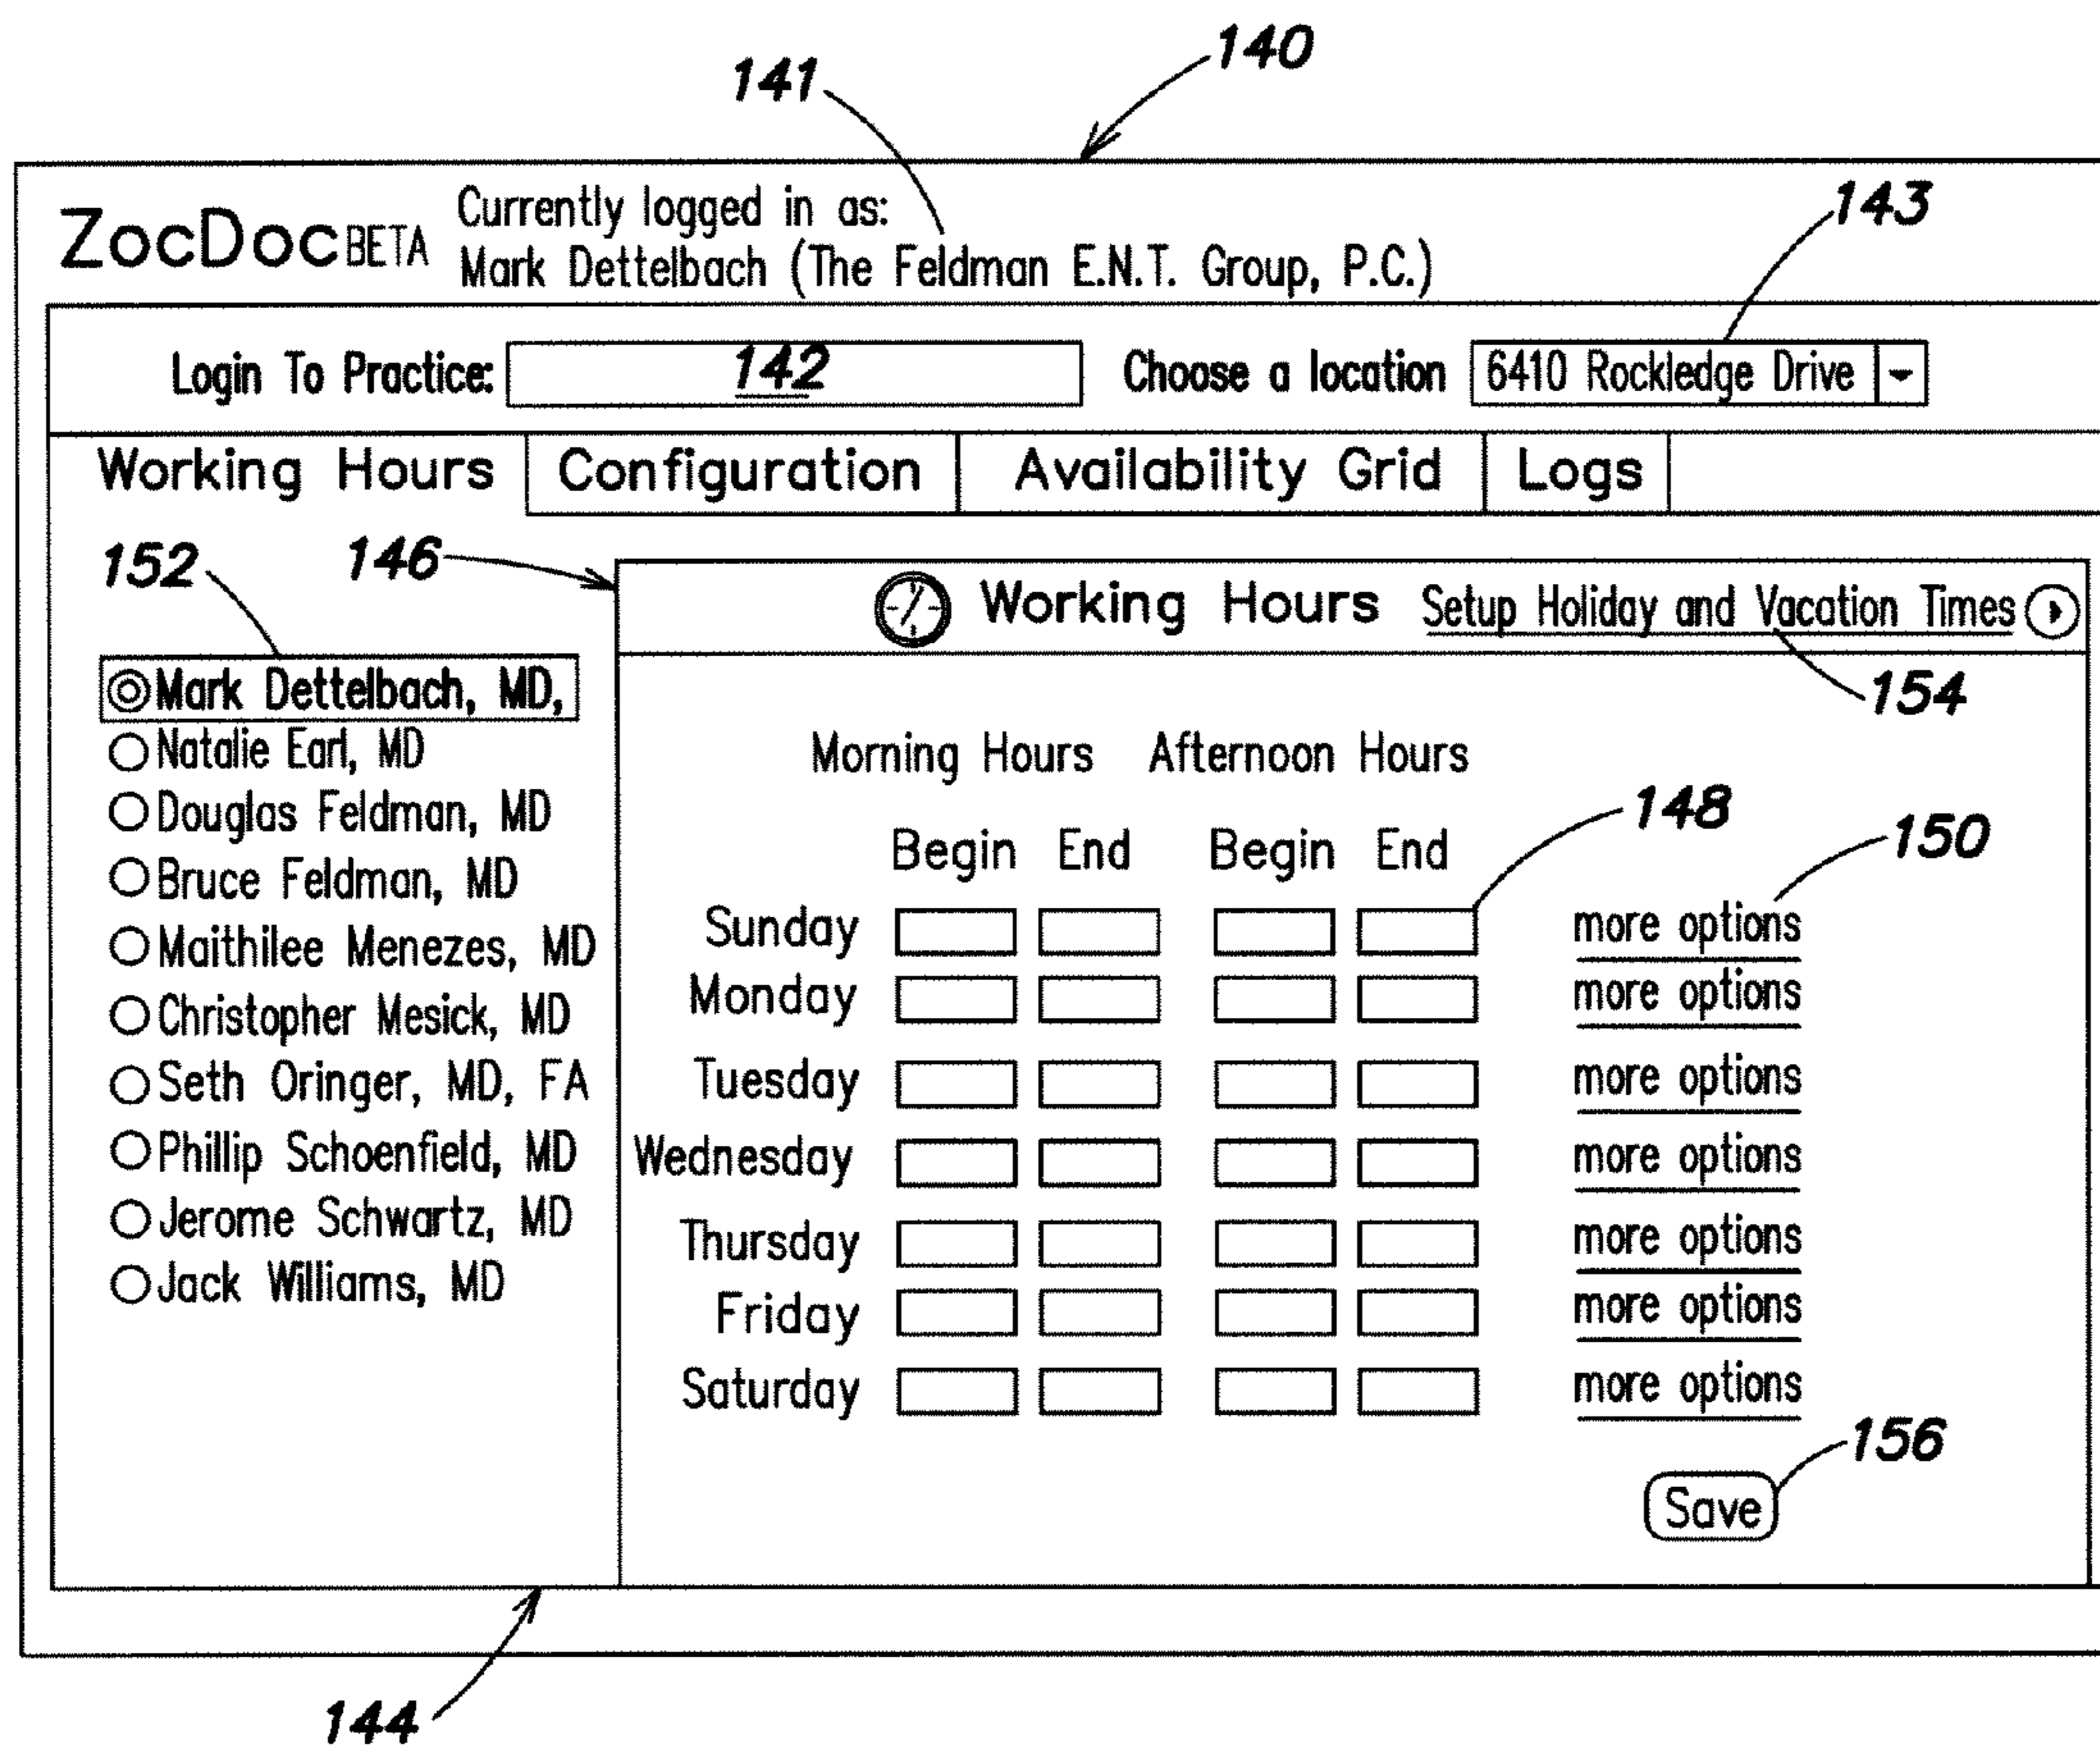 140
141
ZocDoc BETA
Currently logged in as:
Mark Dettelbach (The Feldman E.N.T. Group, P.C.)
143
Login To Practice: 142 Choose a location 6410 Rockledge Drive
Working Hours Configuration Availability Grid Logs
152 146
Working Hours Setup Holiday and Vacation Times
154
Mark Dettelbach, MD,
Natalie Earl, MD
Douglas Feldman, MD
Bruce Feldman, MD
Maithilee Menezes, MD
Christopher Mesick, MD
Seth Oringer, MD, FA
Phillip Schoenfield, MD
Jerome Schwartz, MD
Jack Williams, MD
Morning Hours Afternoon Hours
148
150
Begin End Begin End
Sunday more options
Monday more options
Tuesday more options
Wednesday more options
Thursday more options
Friday more options
Saturday more options
156
Save
144